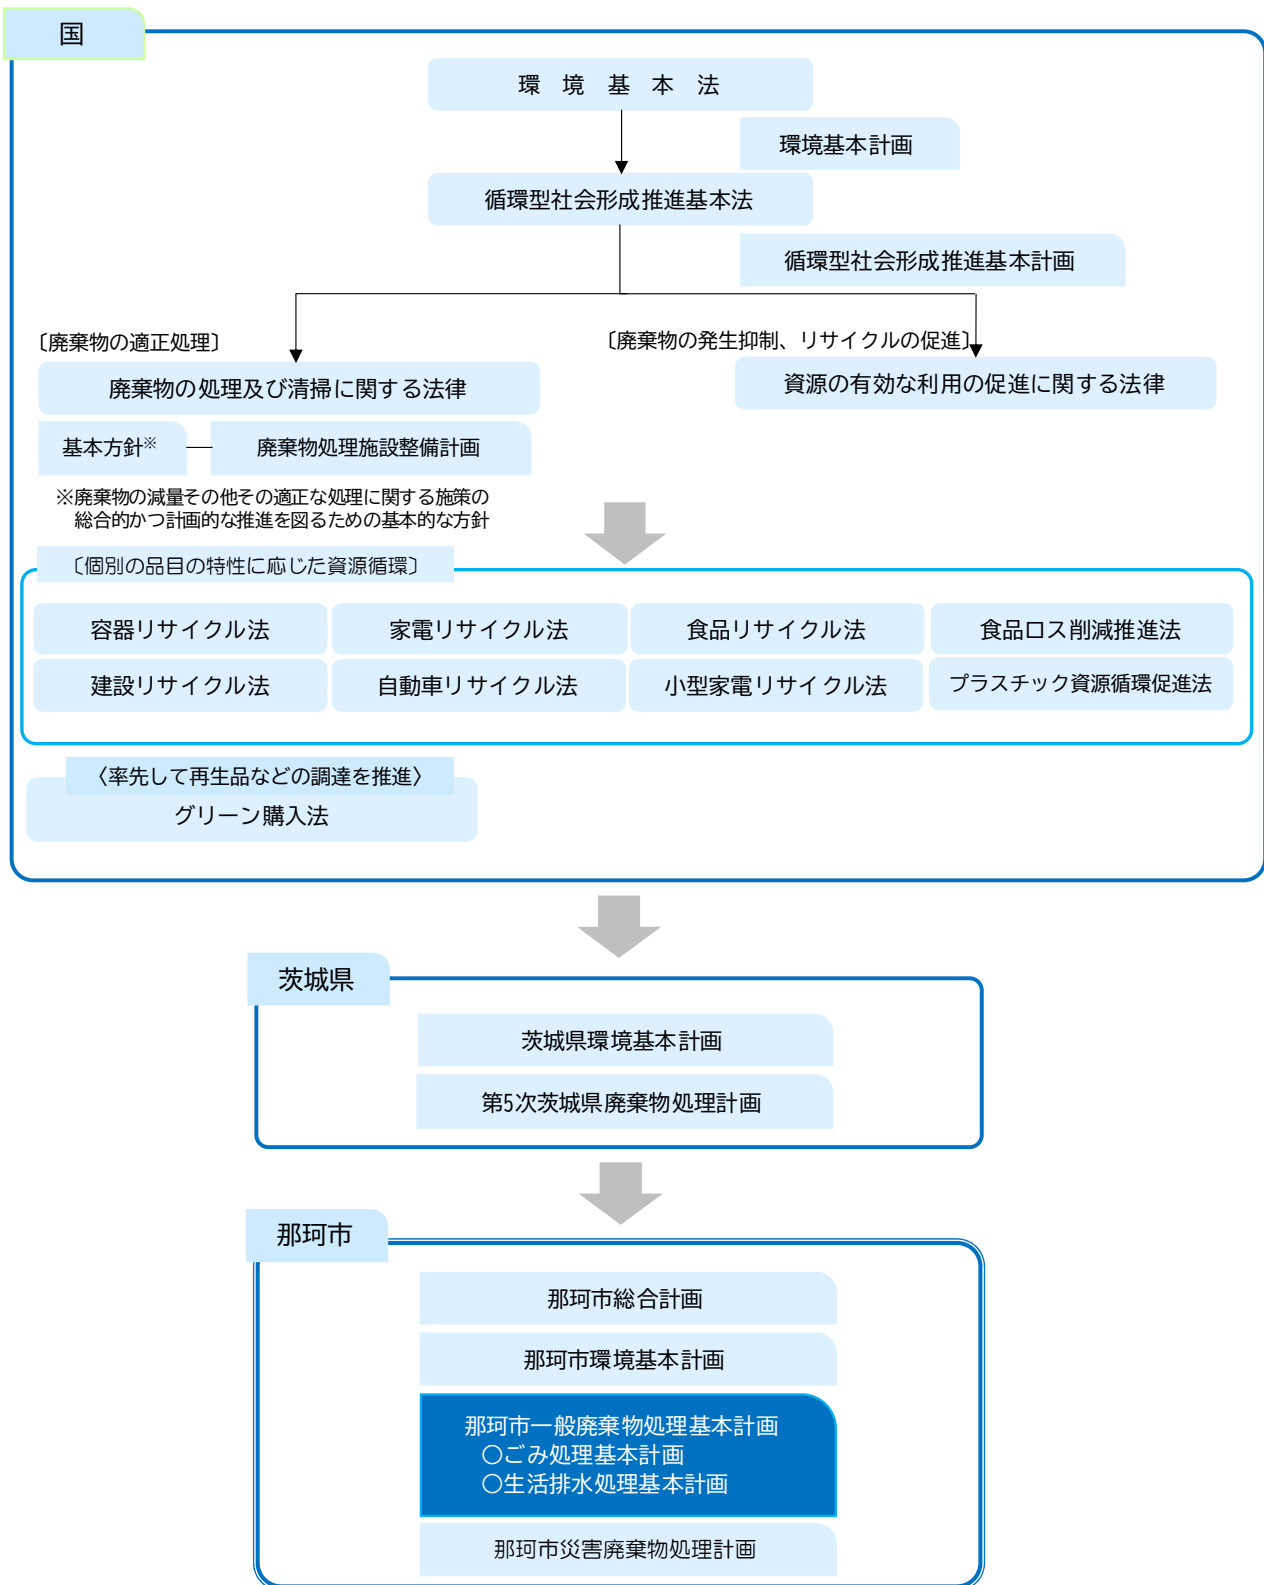 国
環境基本法
環境基本計画
循環型社会形成推進基本法
循環型社会形成推進基本計画
〔廃棄物の適正処理〕
〔廃棄物の発生抑制、リサイクルの促進〕
廃棄物の処理及び清掃に関する法律
資源の有効な利用の促進に関する法律
基本方針※
廃棄物処理施設整備計画
※廃棄物の減量その他その適正な処理に関する施策の
総合的かつ計画的な推進を図るための基本的な方針
〔個別の品目の特性に応じた資源循環〕
容器リサイクル法
家電リサイクル法
食品リサイクル法
食品ロス削減推進法
建設リサイクル法
自動車リサイクル法
小型家電リサイクル法
プラスチック資源循環促進法
〈率先して再生品などの調達を推進〉
グリーン購入法
茨城県
茨城県環境基本計画
第5次茨城県廃棄物処理計画
那珂市
那珂市総合計画
那珂市環境基本計画
那珂市一般廃棄物処理基本計画
○ごみ処理基本計画
○生活排水処理基本計画
那珂市災害廃棄物処理計画